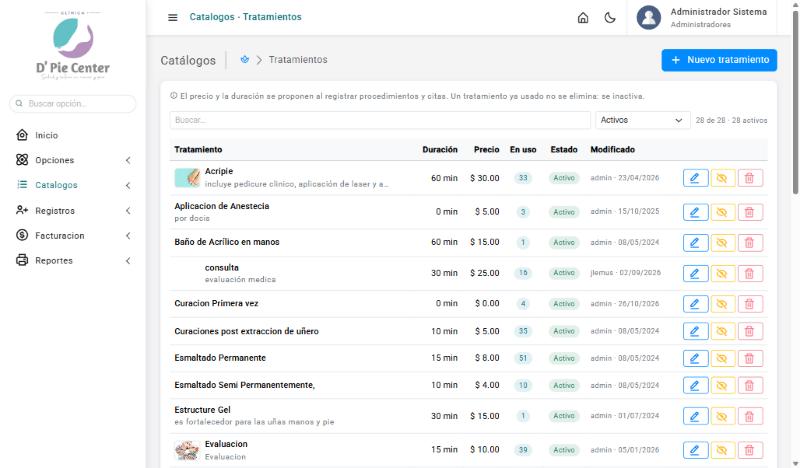 CLINICA
D' Pie Center
Buscar opción...
Inicio
Opciones
Catalogos
Registros
Facturacion
Reportes
Catalogos - Tratamientos
Administrador Sistema
Administradores
Catálogos
Tratamientos
+ Nuevo tratamiento
El precio y la duración se proponen al registrar procedimientos y citas. Un tratamiento ya usado no se elimina: se inactiva.
Buscar...
Activos
28 de 28 · 28 activos
Tratamiento Duración Precio En uso Estado Modificado
Acripie 60 min $ 30.00 33 Activo admin · 23/04/2026
incluye pedicure clinico, aplicación de laser y a...
Aplicacion de Anestecia 0 min $ 5.00 3 Activo admin · 15/10/2025
por docis
Baño de Acrílico en manos 60 min $ 15.00 1 Activo admin · 08/05/2024
consulta 30 min $ 25.00 16 Activo jlemus · 02/09/2026
evaluación medica
Curacion Primera vez 0 min $ 0.00 4 Activo admin · 26/10/2026
Curaciones post extraccion de uñero 10 min $ 5.00 35 Activo admin · 08/05/2024
Esmaltado Permanente 15 min $ 8.00 51 Activo admin · 08/05/2024
Esmaltado Semi Permanentemente, 10 min $ 4.00 10 Activo admin · 08/05/2024
Estructure Gel 30 min $ 15.00 1 Activo admin · 01/07/2024
es fortalecedor para las uñas manos y pie
Evaluacion 15 min $ 10.00 39 Activo admin · 05/01/2026
Evaluacion